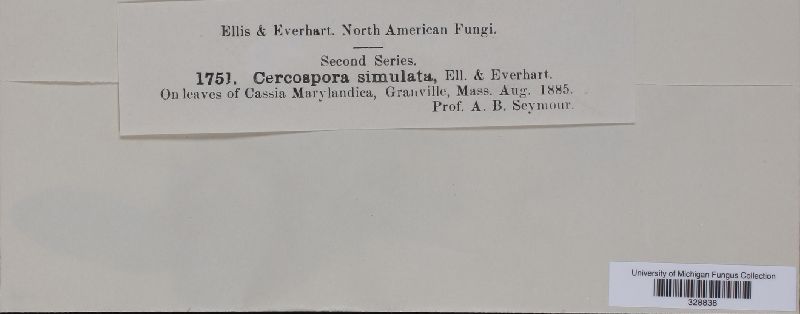 Ellis & Everhart. North American Fungi.
Second Series.
1751. Cercospora simulata, Ell. & Everhart.
On leaves of Cassia Marylandica, Granville, Mass. Aug. 1885.
Prof. A. B. Seymour.
University of Michigan Fungus Collection
328838